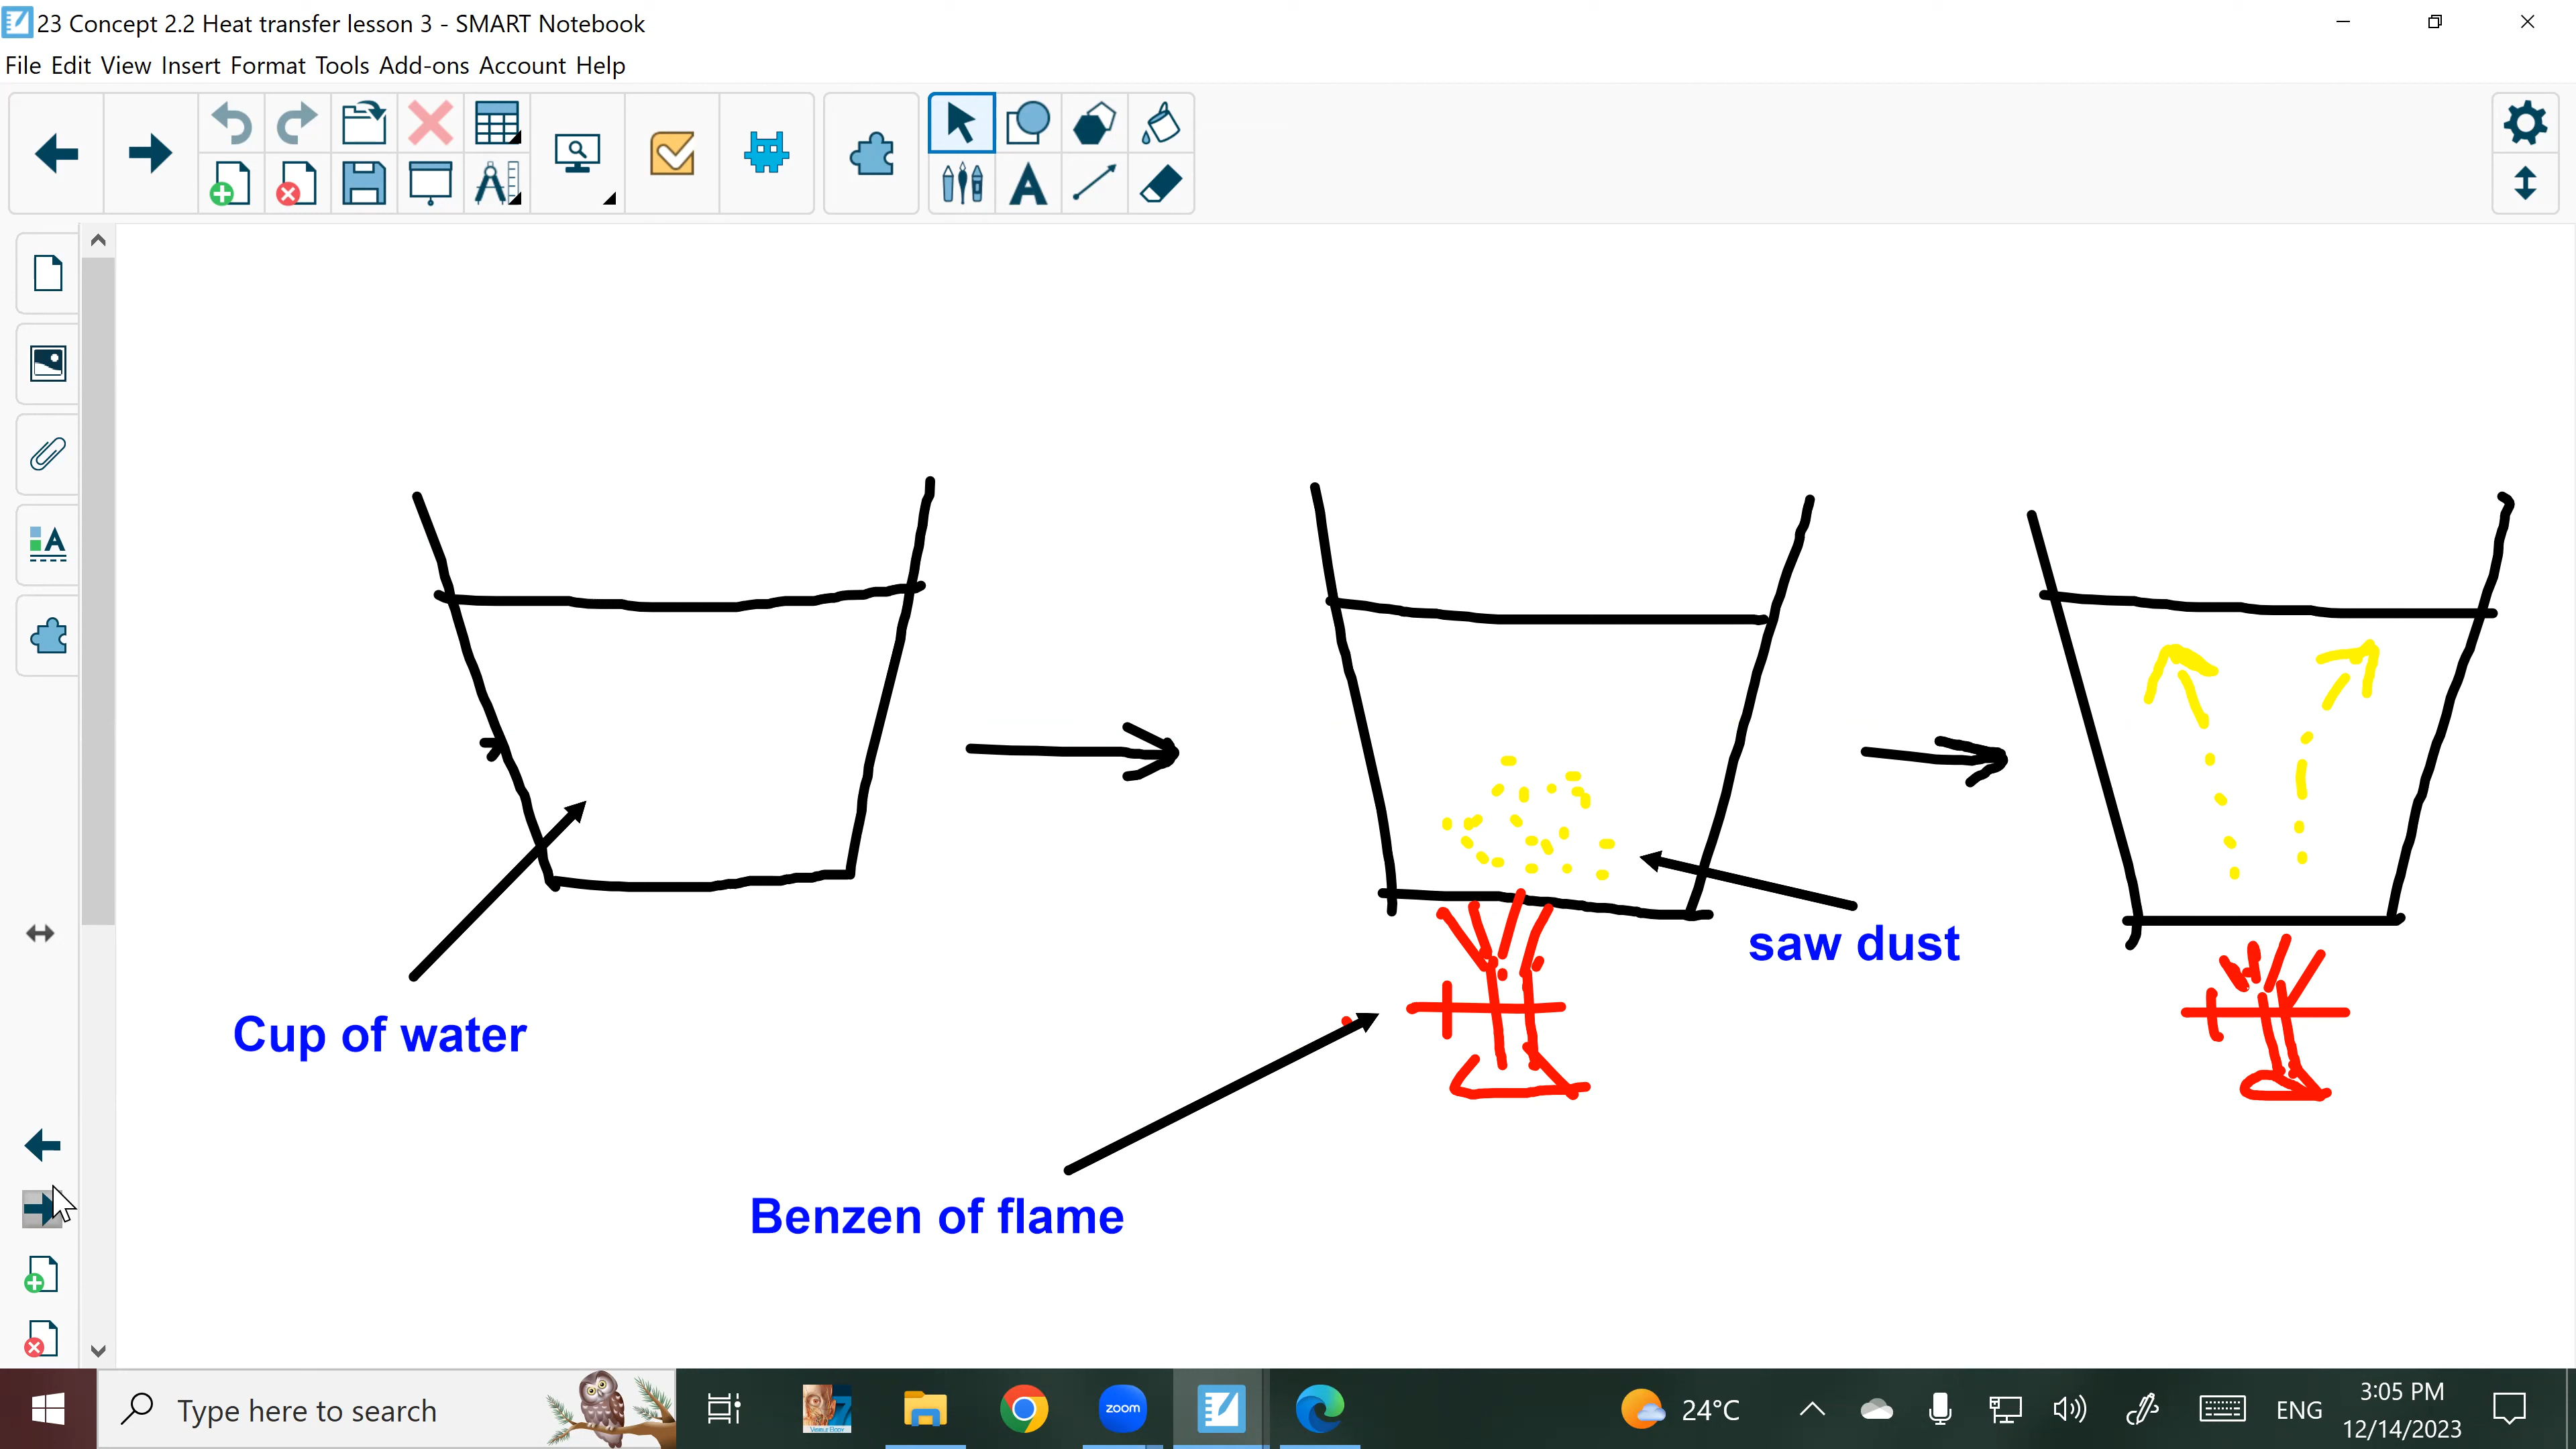 23 Concept 2.2 Heat transfer lesson 3 - SMART Notebook
File Edit View Insert Format Tools Add-ons Account Help
saw dust
Cup of water
Benzen of flame
Type here to search
zoom
24°C
ENG
3:05 PM
12/14/2023